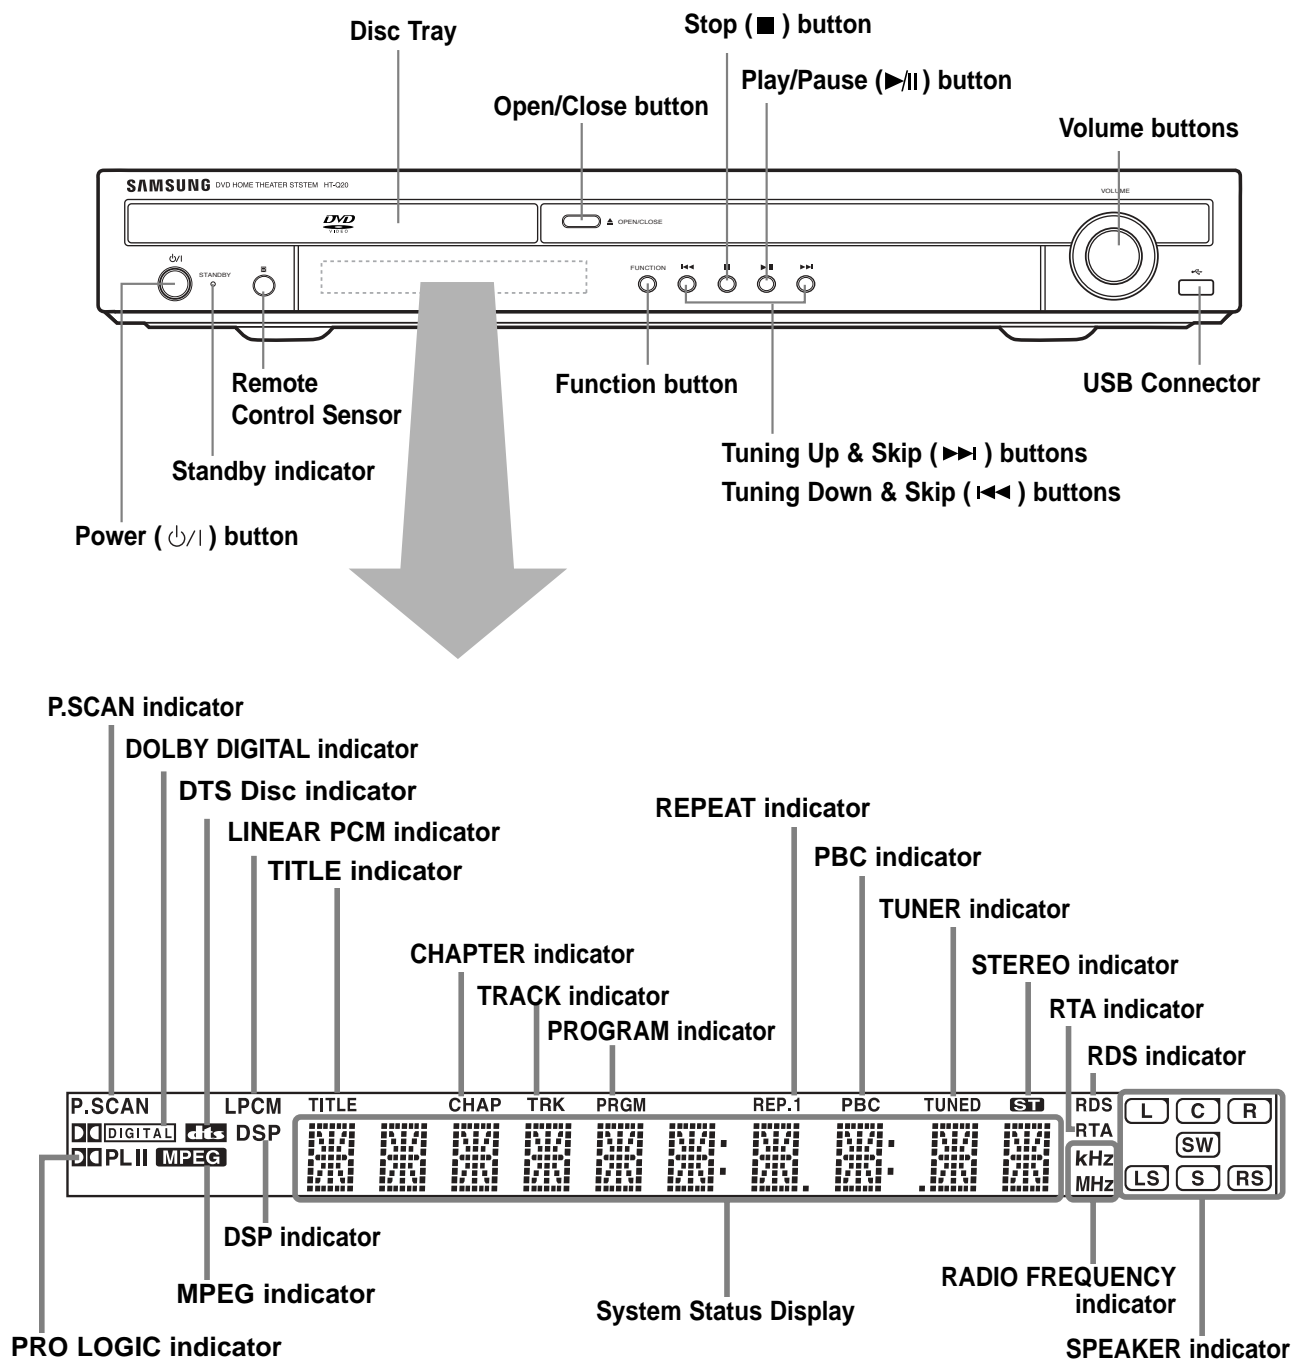 Disc Tray
Stop ( ■ ) button
Play/Pause (▶/II) button
Open/Close button
Volume buttons
SAMSUNG DVD HOME THEATER STSTEM HT-Q20
VOLUME
DVD
VIDEO
OPEN/CLOSE
⏻/I
STANDBY
FUNCTION
Remote
Control Sensor
Function button
USB Connector
Standby indicator
Tuning Up & Skip ( ▶▶I ) buttons
Tuning Down & Skip ( I◀◀ ) buttons
Power ( ⏻/I ) button
P.SCAN indicator
DOLBY DIGITAL indicator
DTS Disc indicator
LINEAR PCM indicator
TITLE indicator
REPEAT indicator
PBC indicator
TUNER indicator
CHAPTER indicator
STEREO indicator
TRACK indicator
RTA indicator
PROGRAM indicator
RDS indicator
P.SCAN LPCM TITLE CHAP TRK PRGM REP.1 PBC TUNED ST RDS
DIGITAL dts DSP RTA
PL II MPEG kHz
MHz
L C R
SW
LS S RS
DSP indicator
MPEG indicator
PRO LOGIC indicator
System Status Display
RADIO FREQUENCY
indicator
SPEAKER indicator